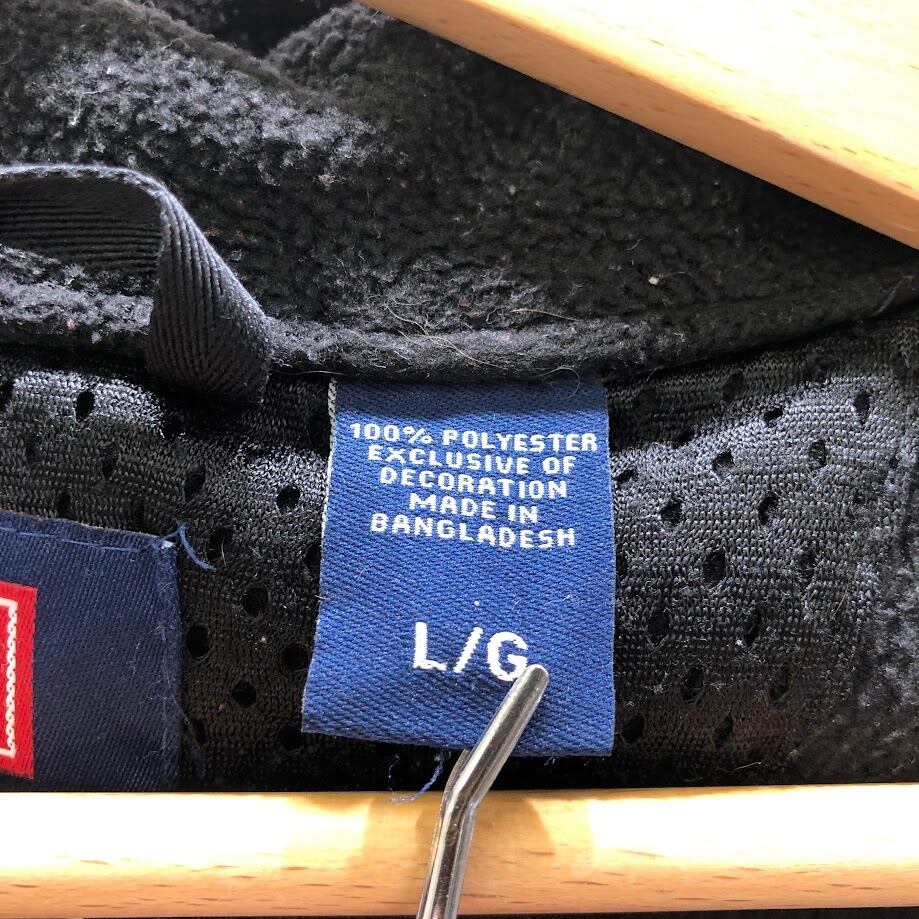 100% POLYESTER
EXCLUSIVE OF
DECORATION
MADE IN
BANGLADESH
L/G